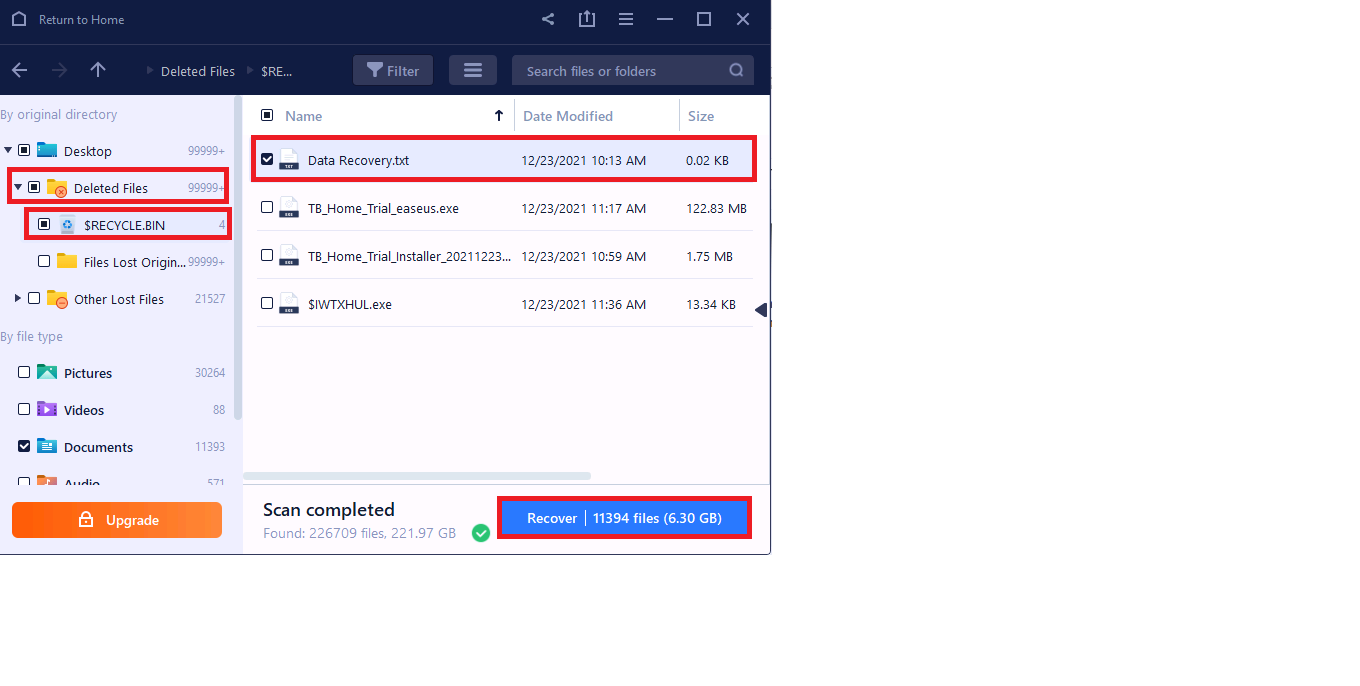 Return to Home
Deleted Files
$RE...
Filter
Search files or folders
By original directory
Desktop 99999+
Deleted Files 99999+
$RECYCLE.BIN 4
Files Lost Origin... 99999+
Other Lost Files 21527
By file type
Pictures 30264
Videos 88
Documents 11393
Audio 571
Upgrade
Name Date Modified Size
Data Recovery.txt 12/23/2021 10:13 AM 0.02 KB
TB_Home_Trial_easeus.exe 12/23/2021 11:17 AM 122.83 MB
TB_Home_Trial_Installer_20211223... 12/23/2021 10:59 AM 1.75 MB
$IWTXHUL.exe 12/23/2021 11:36 AM 13.34 KB
Scan completed
Found: 226709 files, 221.97 GB
Recover | 11394 files (6.30 GB)